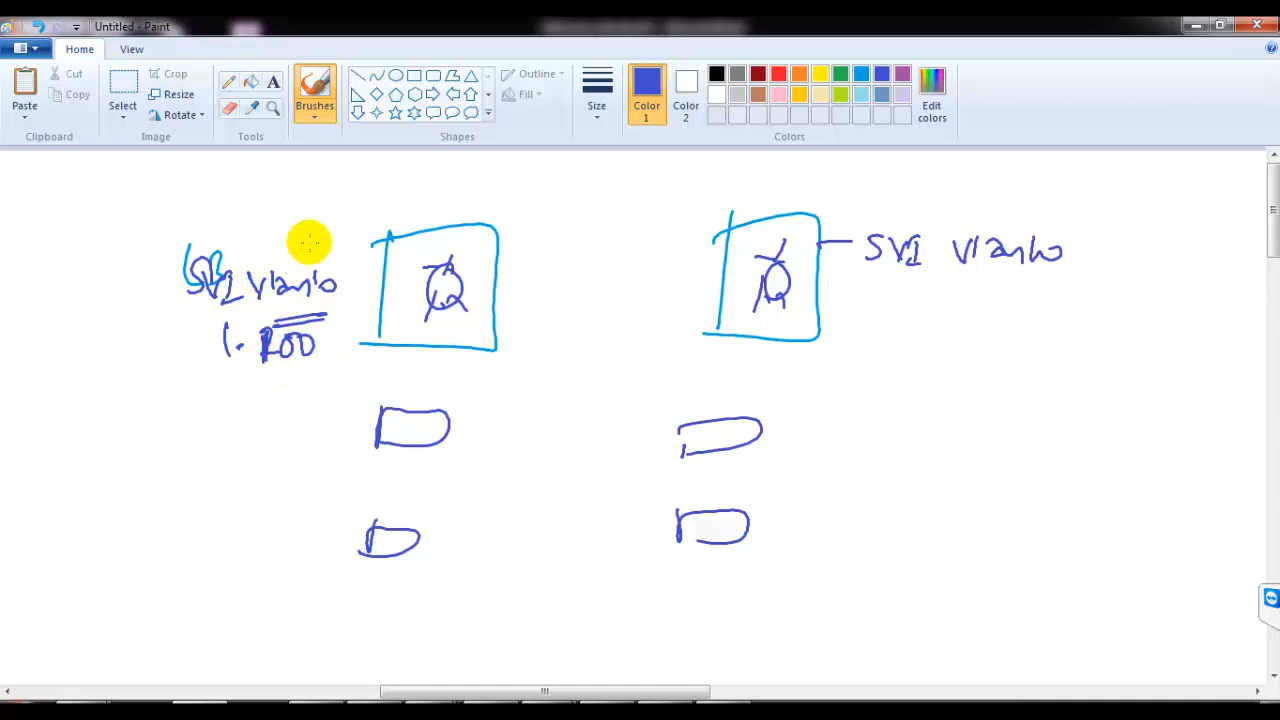 Untitled - Paint
Home
View
Paste
Clipboard
Cut
Copy
Select
Crop
Resize
Rotate
Image
Tools
Brushes
Shapes
Outline
Fill
Size
Color 1
Color 2
Edit colors
Colors
SVI Vlan10
1.
SVI Vlan10